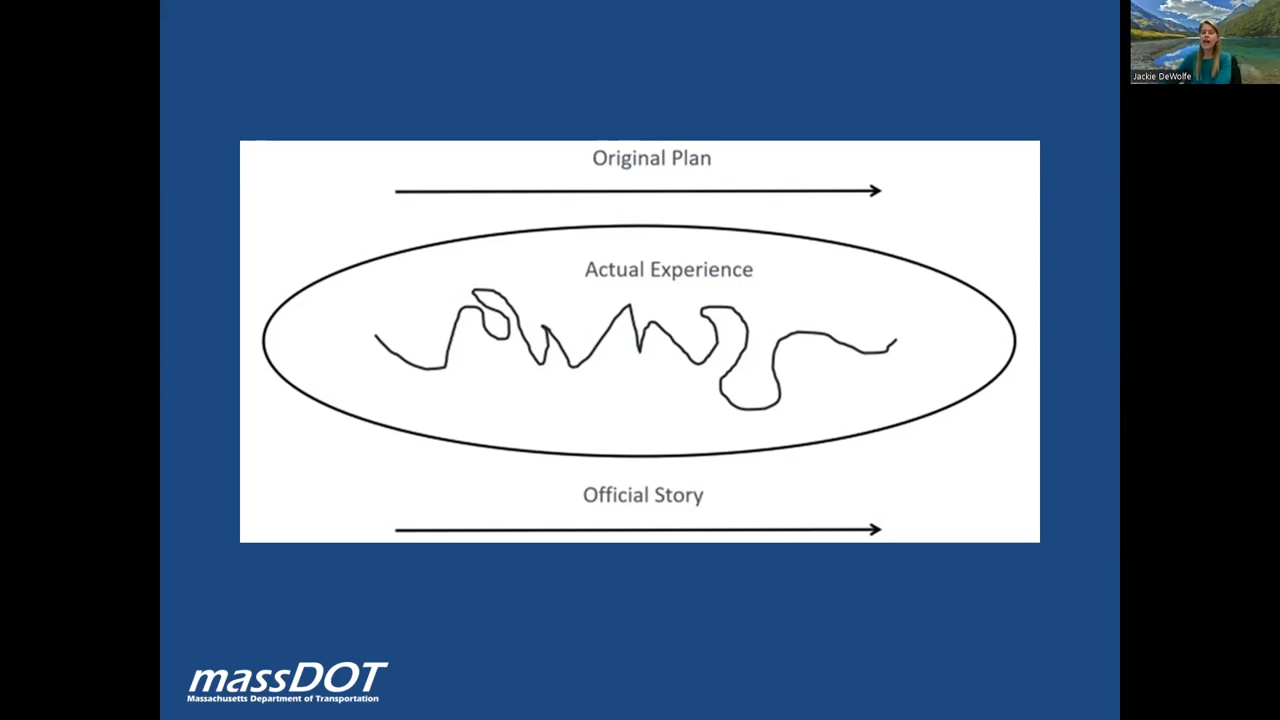 Jackie DeWolfe
Original Plan
Actual Experience
Official Story
massDOT
Massachusetts Department of Transportation